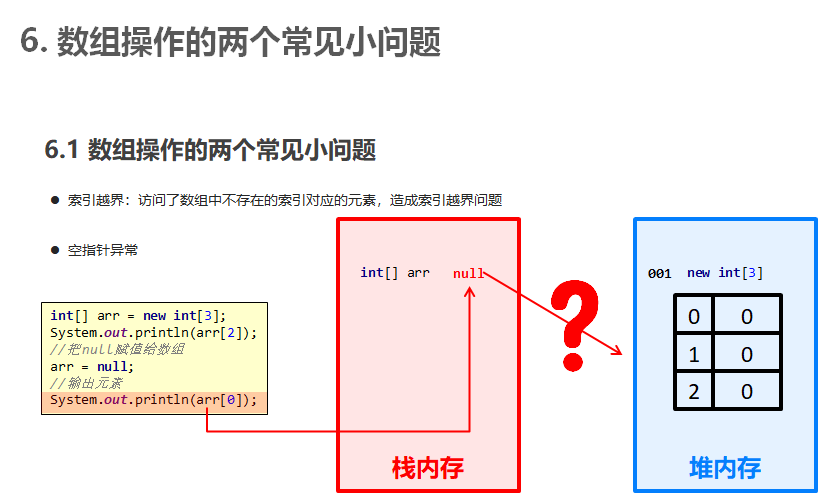 6. 数组操作的两个常见小问题
6.1 数组操作的两个常见小问题
● 索引越界：访问了数组中不存在的索引对应的元素，造成索引越界问题
● 空指针异常
int[] arr = new int[3];
System.out.println(arr[2]);
//把null赋值给数组
arr = null;
//输出元素
System.out.println(arr[0]);
int[] arr null
栈内存
?
001 new int[3]
0 0
1 0
2 0
堆内存